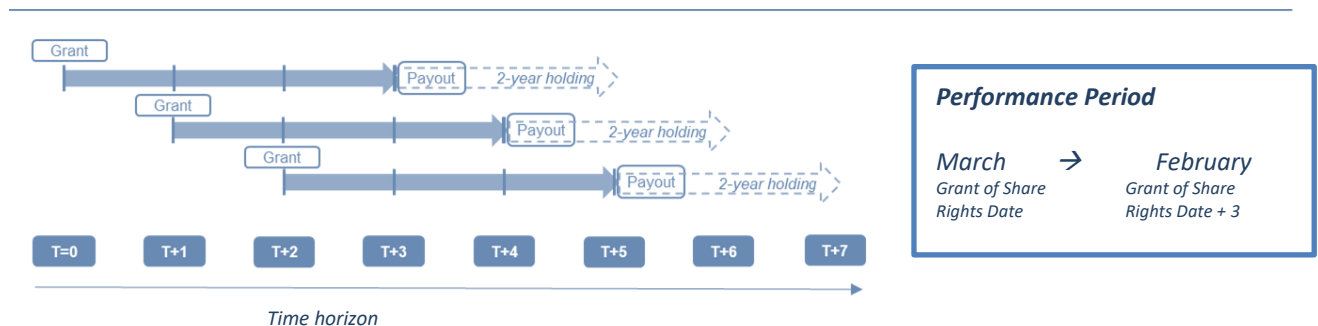 Grant
Payout 2-year holding
Grant
Payout 2-year holding
Grant
Payout 2-year holding
T=0 T+1 T+2 T+3 T+4 T+5 T+6 T+7
Time horizon
Performance Period
March → February
Grant of Share Grant of Share
Rights Date Rights Date + 3